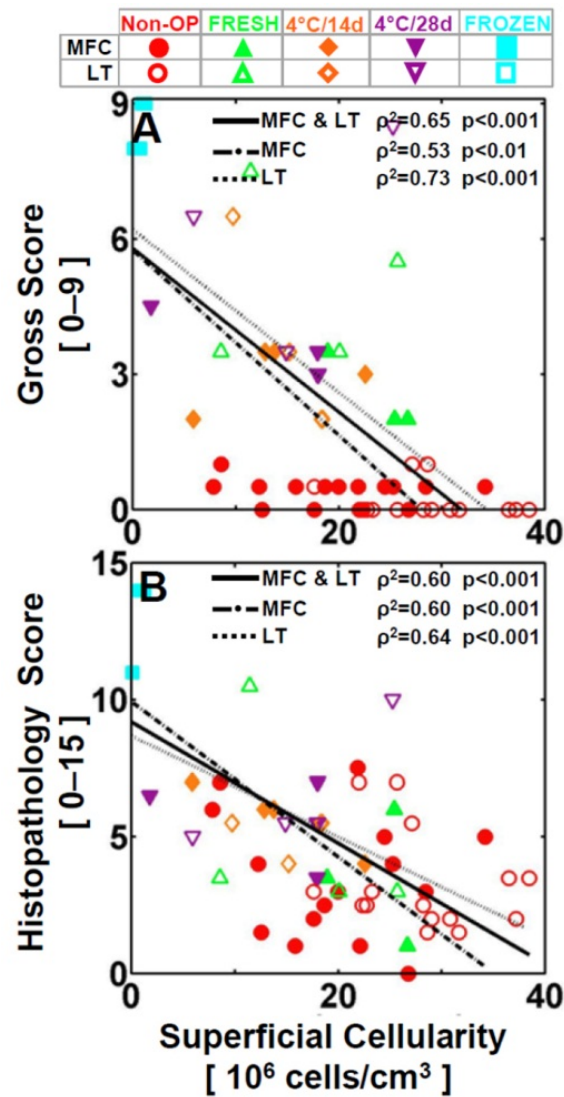 Non-OP FRESH 4°C/14d 4°C/28d FROZEN
MFC
LT
9
A
MFC & LT ρ²=0.65 p<0.001
MFC ρ²=0.53 p<0.01
LT ρ²=0.73 p<0.001
6
3
0
Gross Score
[ 0–9 ]
0 20 40
15
B
MFC & LT ρ²=0.60 p<0.001
MFC ρ²=0.60 p<0.001
LT ρ²=0.64 p<0.001
10
5
0
Histopathology Score
[ 0–15 ]
0 20 40
Superficial Cellularity
[ 10⁶ cells/cm³ ]